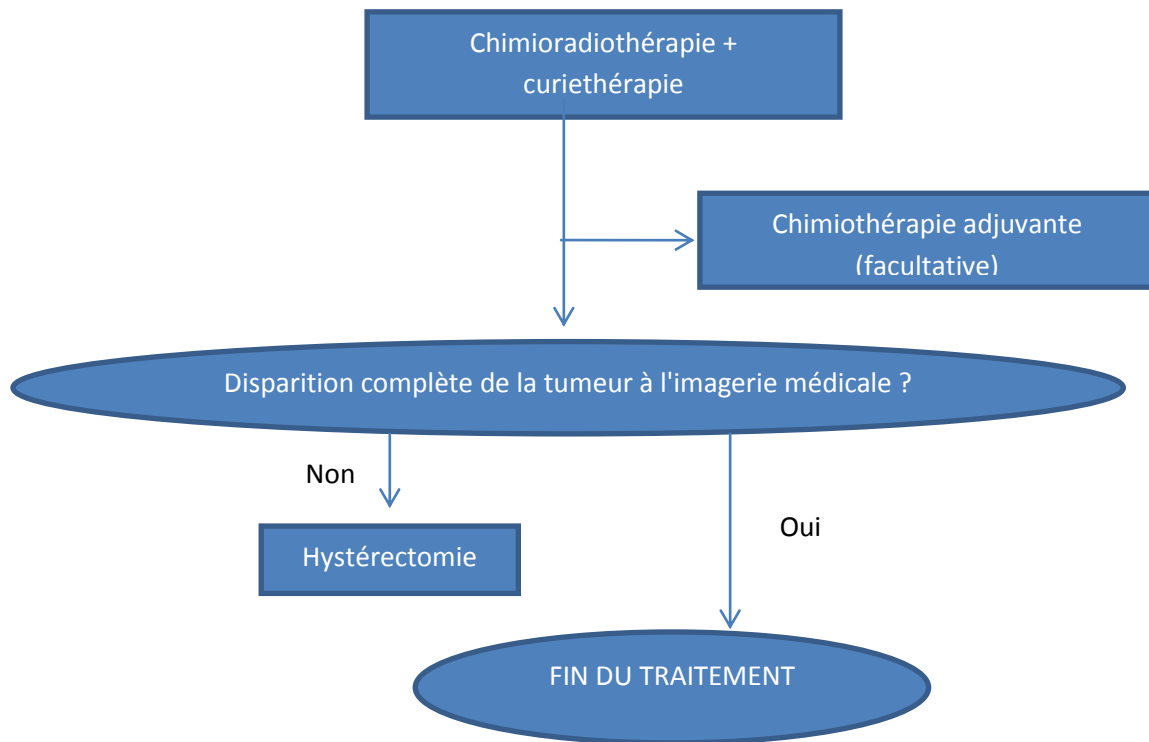 Chimioradiothérapie +
curiethérapie
Chimiothérapie adjuvante
(facultative)
Disparition complète de la tumeur à l'imagerie médicale ?
Non
Oui
Hystérectomie
FIN DU TRAITEMENT